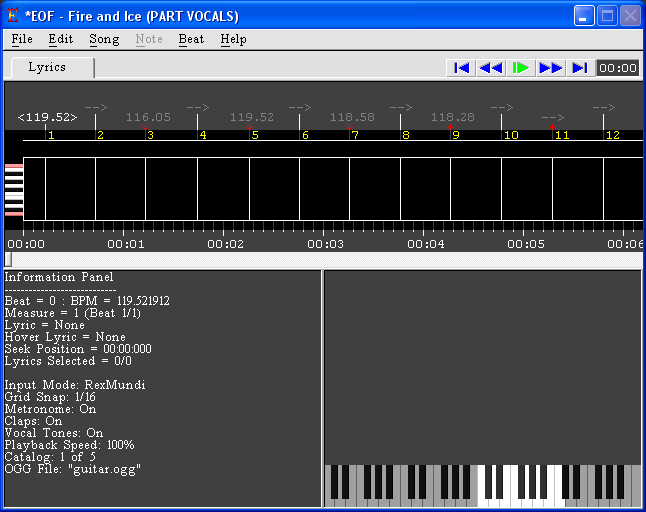 *EOF - Fire and Ice (PART VOCALS)
File Edit Song Note Beat Help
Lyrics
00:00
--> --> --> --> --> -->
<119.52> 116.05 119.52 118.58 118.28 -->
1 2 3 4 5 6 7 8 9 10 11 12
00:00 00:01 00:02 00:03 00:04 00:05 00:06
Information Panel
----------------------------
Beat = 0 : BPM = 119.521912
Measure = 1 (Beat 1/1)
Lyric = None
Hover Lyric = None
Seek Position = 00:00:000
Lyrics Selected = 0/0
Input Mode: RexMundi
Grid Snap: 1/16
Metronome: On
Claps: On
Vocal Tones: On
Playback Speed: 100%
Catalog: 1 of 5
OGG File: "guitar.ogg"